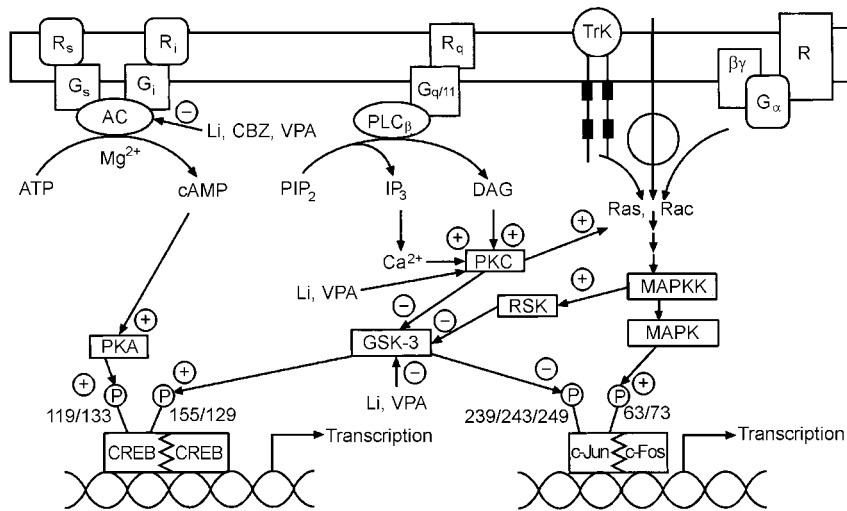 Rs
Ri
Rq
TrK
R
βγ
Gs
Gi
Gq/11
Gα
AC
−
PLCβ
Li, CBZ, VPA
Mg2+
ATP
cAMP
PIP2
IP3
DAG
Ras, Rac
+
+
+
Ca2+
PKC
Li, VPA
+
MAPKK
−
RSK
−
+
PKA
GSK-3
MAPK
+
+
−
−
+
P
P
Li, VPA
P
P
119/133
155/129
239/243/249
63/73
CREB
CREB
Transcription
c-Jun
c-Fos
Transcription